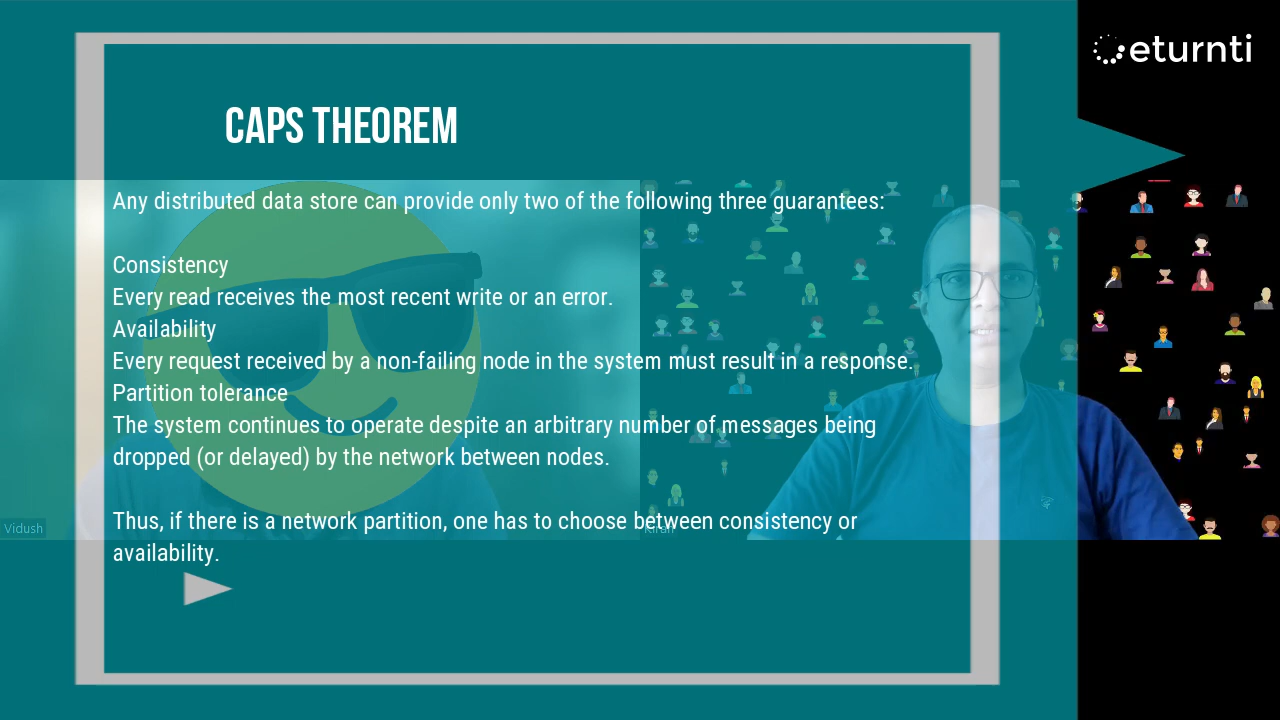 eturnti
CAPS THEOREM
Any distributed data store can provide only two of the following three guarantees:
Consistency
Every read receives the most recent write or an error.
Availability
Every request received by a non-failing node in the system must result in a response.
Partition tolerance
The system continues to operate despite an arbitrary number of messages being
dropped (or delayed) by the network between nodes.
Thus, if there is a network partition, one has to choose between consistency or
availability.
Vidush
Kiran